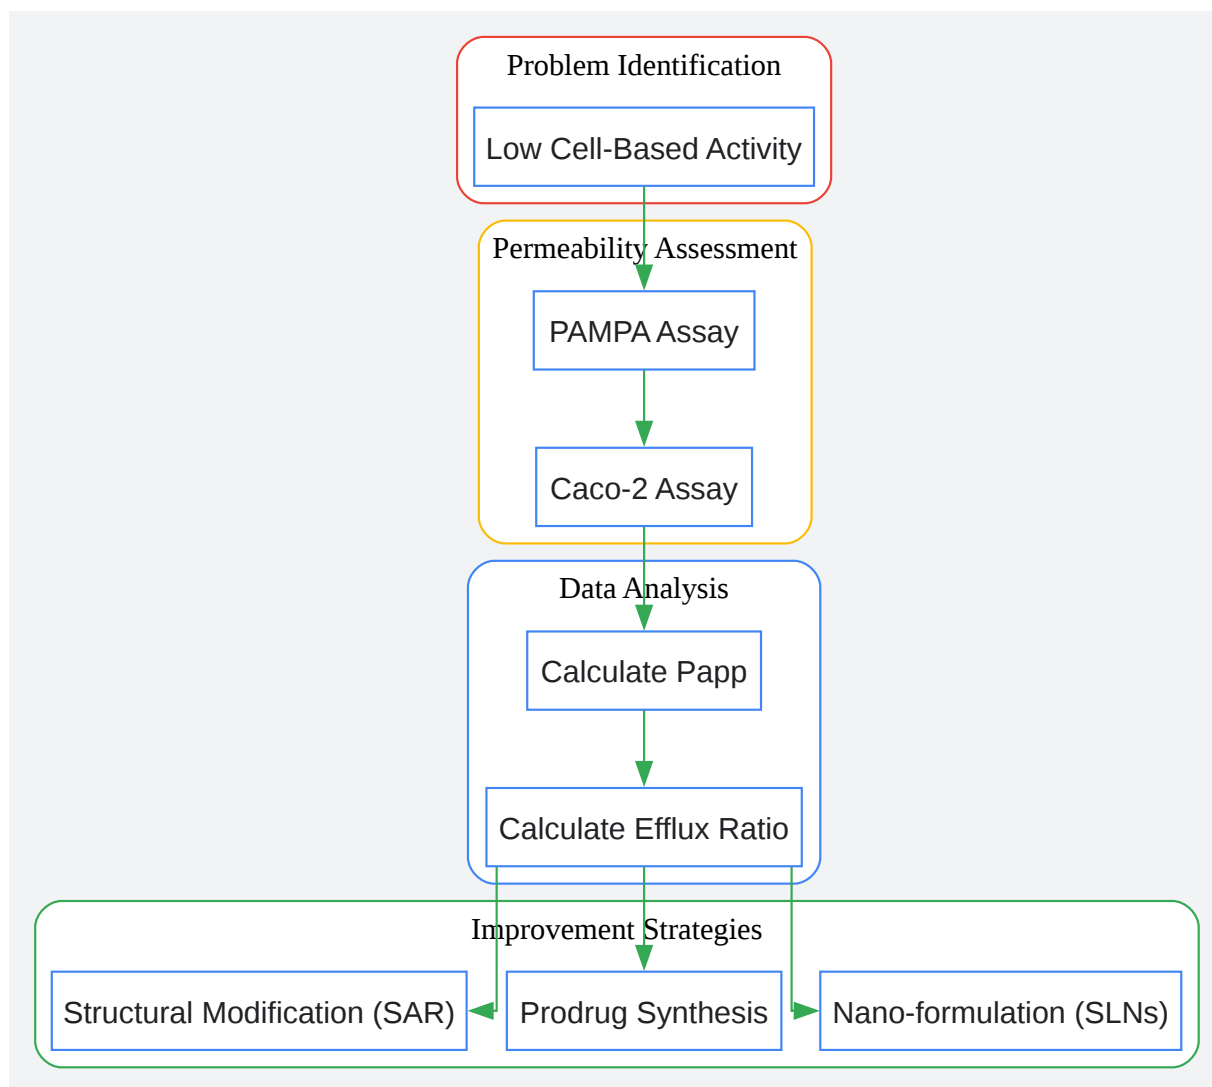 Problem Identification
Low Cell-Based Activity
Permeability Assessment
PAMPA Assay
Caco-2 Assay
Data Analysis
Calculate Papp
Calculate Efflux Ratio
Improvement Strategies
Structural Modification (SAR)
Prodrug Synthesis
Nano-formulation (SLNs)